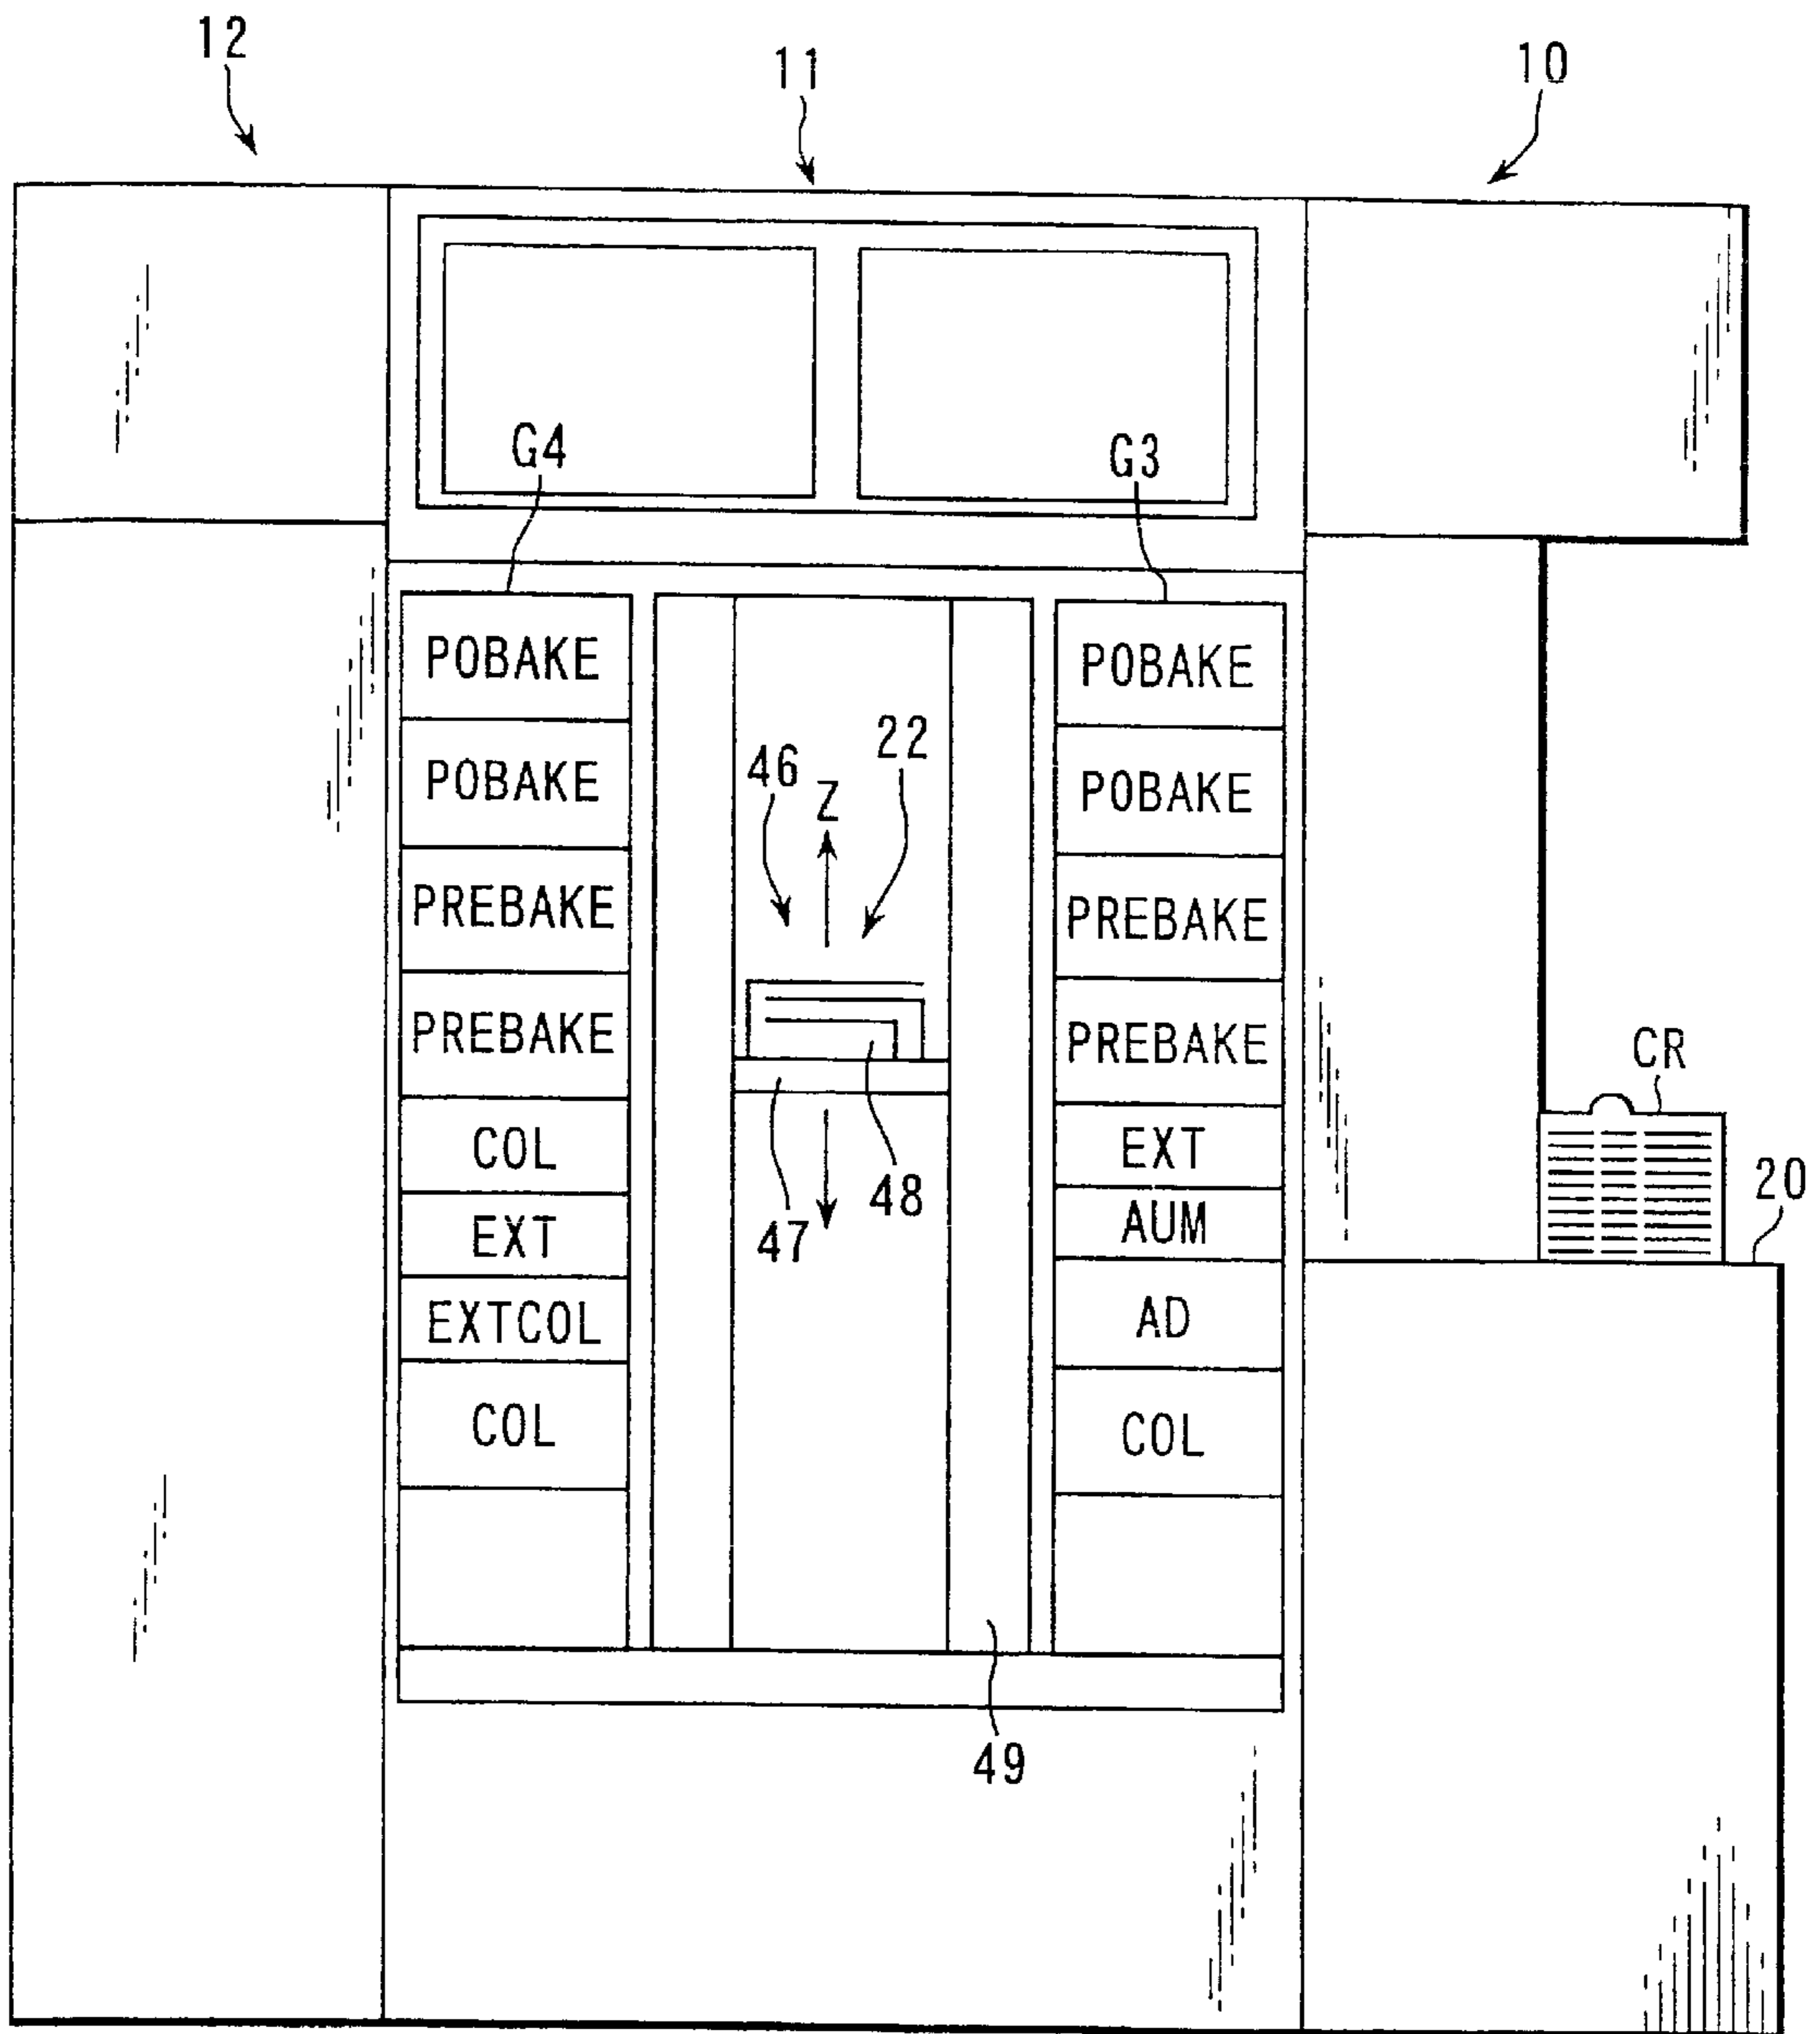 12
11
10
G4
G3
POBAKE
POBAKE
PREBAKE
PREBAKE
COL
EXT
EXTCOL
COL
46
Z
22
47
48
49
POBAKE
POBAKE
PREBAKE
PREBAKE
EXT
AUM
AD
COL
CR
20